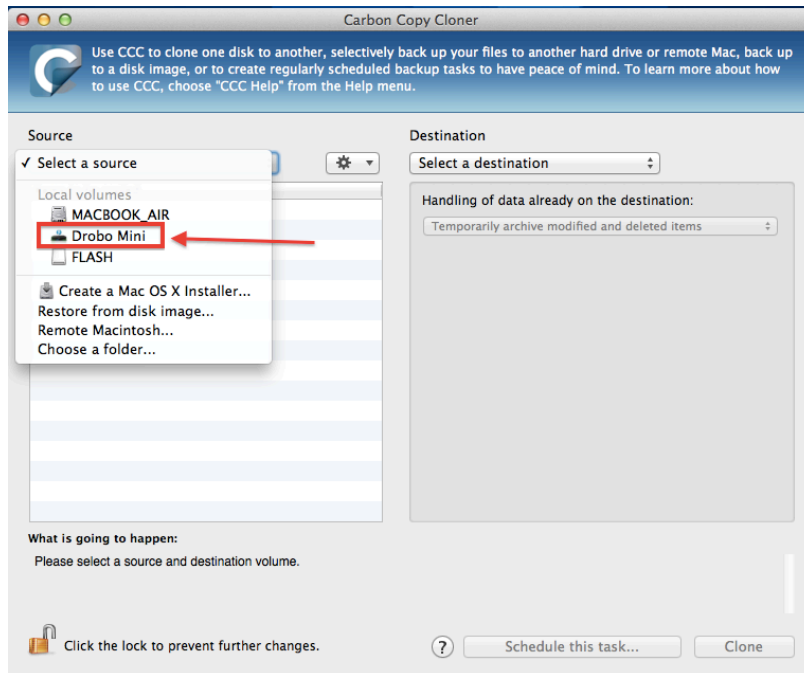 Carbon Copy Cloner
Use CCC to clone one disk to another, selectively back up your files to another hard drive or remote Mac, back up
to a disk image, or to create regularly scheduled backup tasks to have peace of mind. To learn more about how
to use CCC, choose "CCC Help" from the Help menu.
Source
✓ Select a source
Local volumes
MACBOOK_AIR
Drobo Mini
FLASH
Create a Mac OS X Installer...
Restore from disk image...
Remote Macintosh...
Choose a folder...
Destination
Select a destination
Handling of data already on the destination:
Temporarily archive modified and deleted items
What is going to happen:
Please select a source and destination volume.
Click the lock to prevent further changes.
?
Schedule this task...
Clone